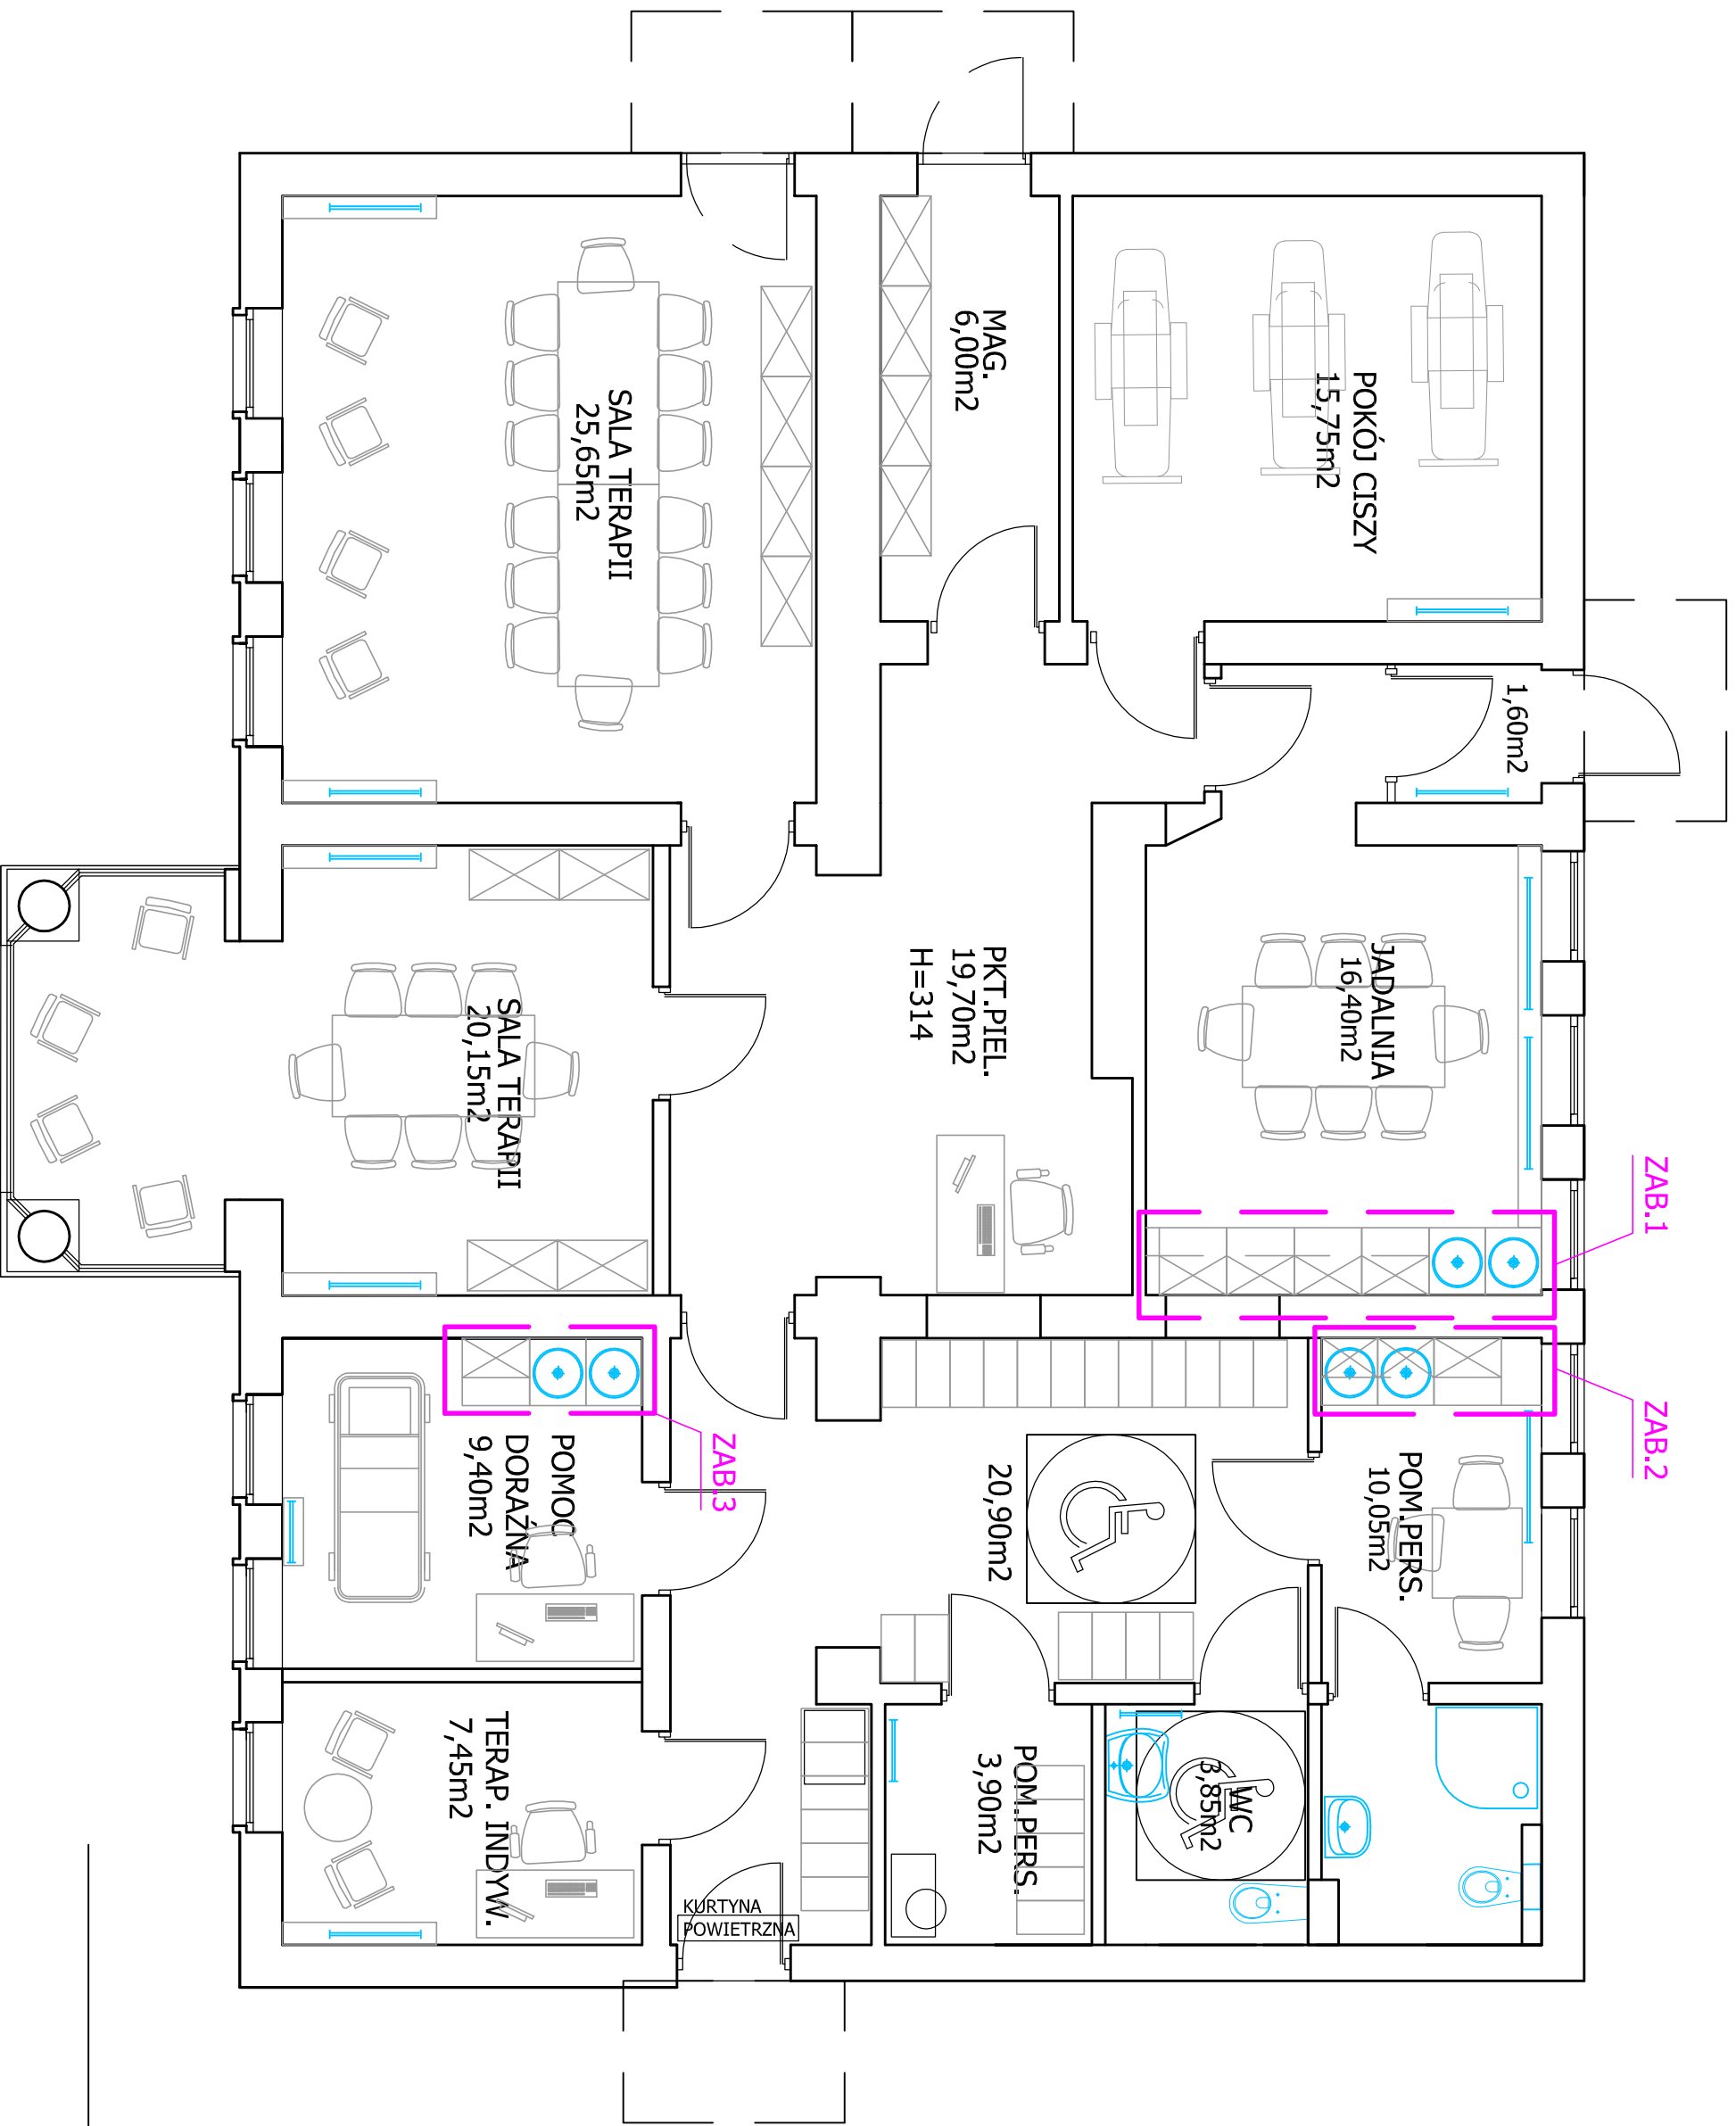 MAG.
6,00m2
POKÓJ CISZY
15,75m2
SALA TERAPII
25,65m2
1,60m2
PKT.PIEL.
19,70m2
H=314
JADALNIA
16,40m2
SALA TERAPII
20,15m2
ZAB.1
ZAB.2
ZAB.3
POMOC
DORAŹNA
9,40m2
20,90m2
POM.PERS.
10,05m2
TERAP. INDYW.
7,45m2
POM.PERS.
3,90m2
WC
3,85m2
KURTYNA
POWIETRZNA